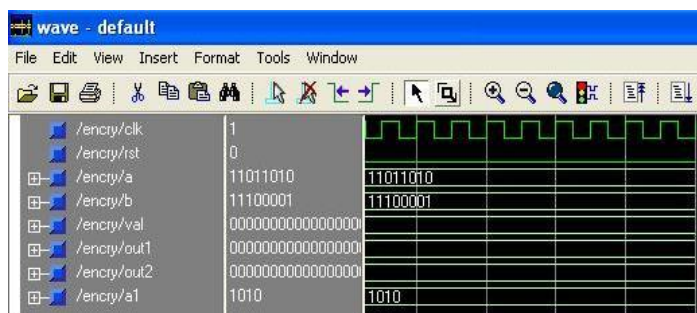 wave - default
File Edit View Insert Format Tools Window
/encry/clk 1
/encry/rst 0
/encry/a 11011010 11011010
/encry/b 11100001 11100001
/encry/val 0000000000000000
/encry/out1 0000000000000000
/encry/out2 0000000000000000
/encry/a1 1010 1010